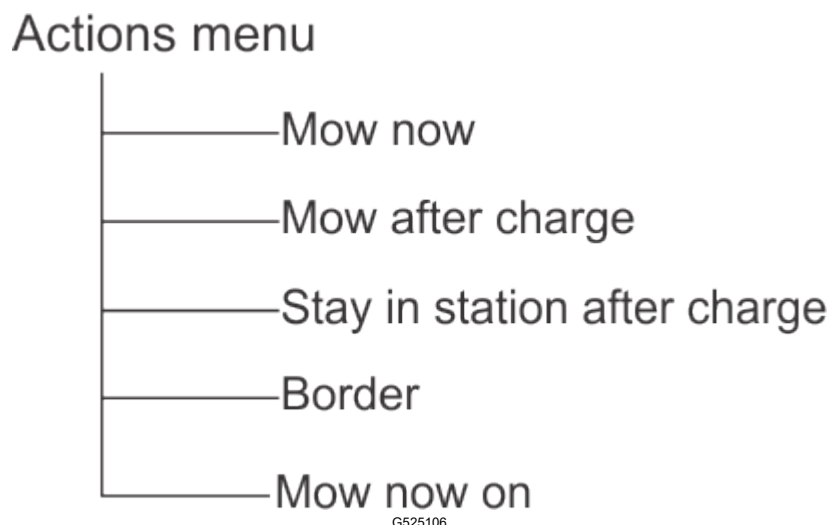 Actions menu
Mow now
Mow after charge
Stay in station after charge
Border
Mow now on
G525106